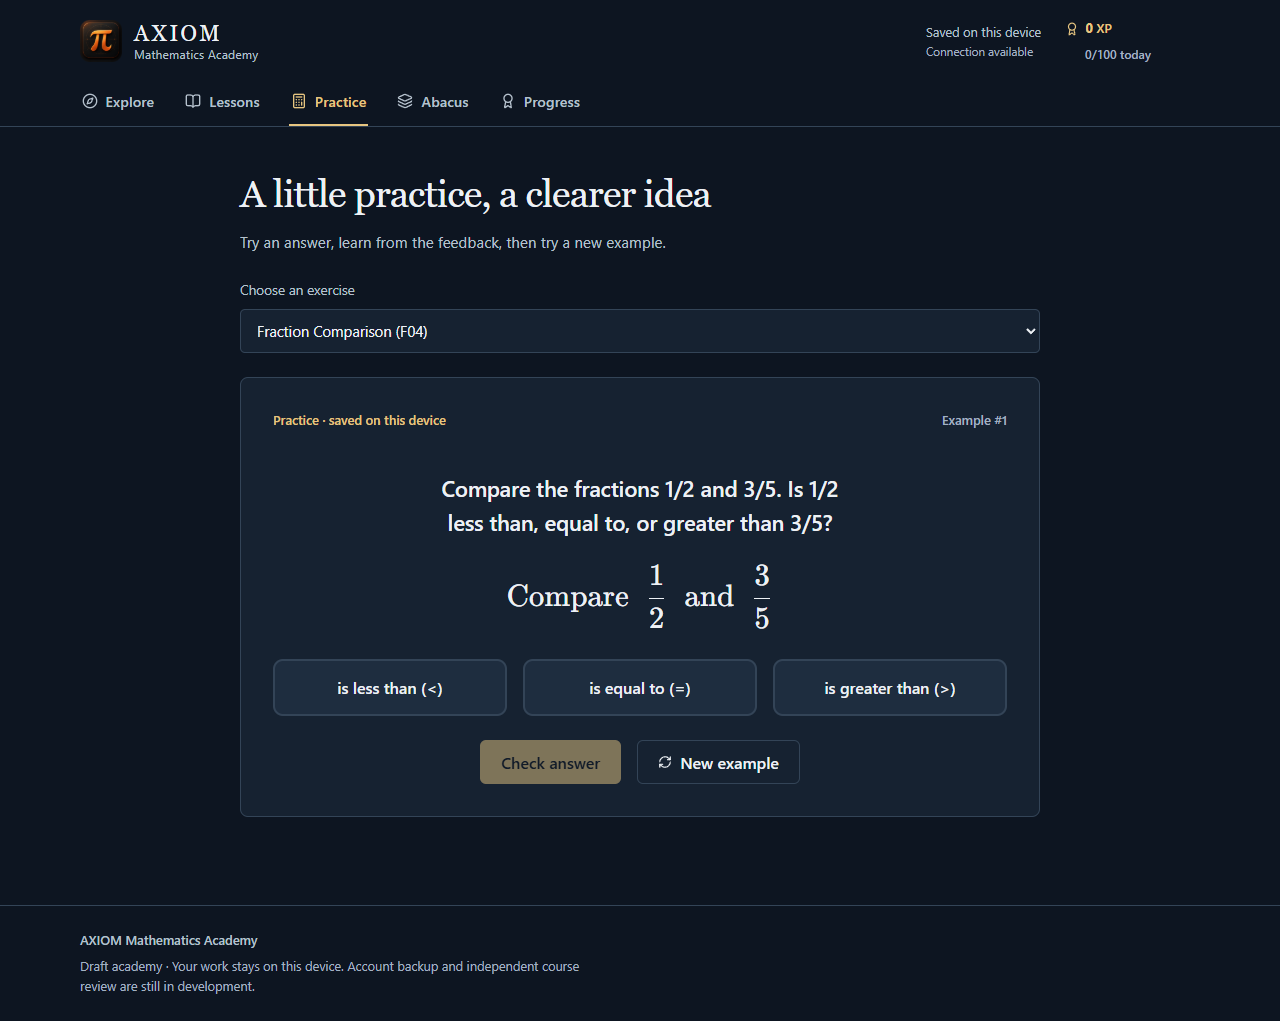 π
AXIOM
Mathematics Academy
Saved on this device
Connection available
0 XP
0/100 today
Explore
Lessons
Practice
Abacus
Progress
A little practice, a clearer idea
Try an answer, learn from the feedback, then try a new example.
Choose an exercise
Fraction Comparison (F04)
Practice · saved on this device
Example #1
Compare the fractions 1/2 and 3/5. Is 1/2
less than, equal to, or greater than 3/5?
Compare 1/2 and 3/5
is less than (<)
is equal to (=)
is greater than (>)
Check answer
New example
AXIOM Mathematics Academy
Draft academy · Your work stays on this device. Account backup and independent course
review are still in development.